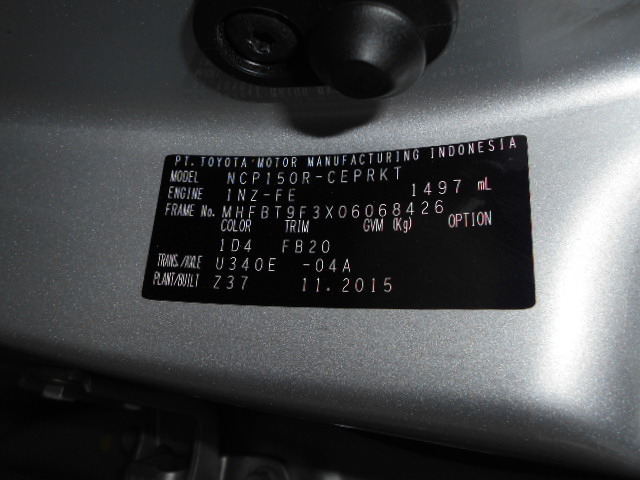 PT. TOYOTA MOTOR MANUFACTURING INDONESIA
MODEL NCP150R-CEPRKT
ENGINE 1NZ-FE 1497 mL
FRAME No. MHFBT9F3X06068426
COLOR TRIM GVM (Kg) OPTION
1D4 FB20
TRANS./AXLE U340E -04A
PLANT/BUILT Z37 11.2015